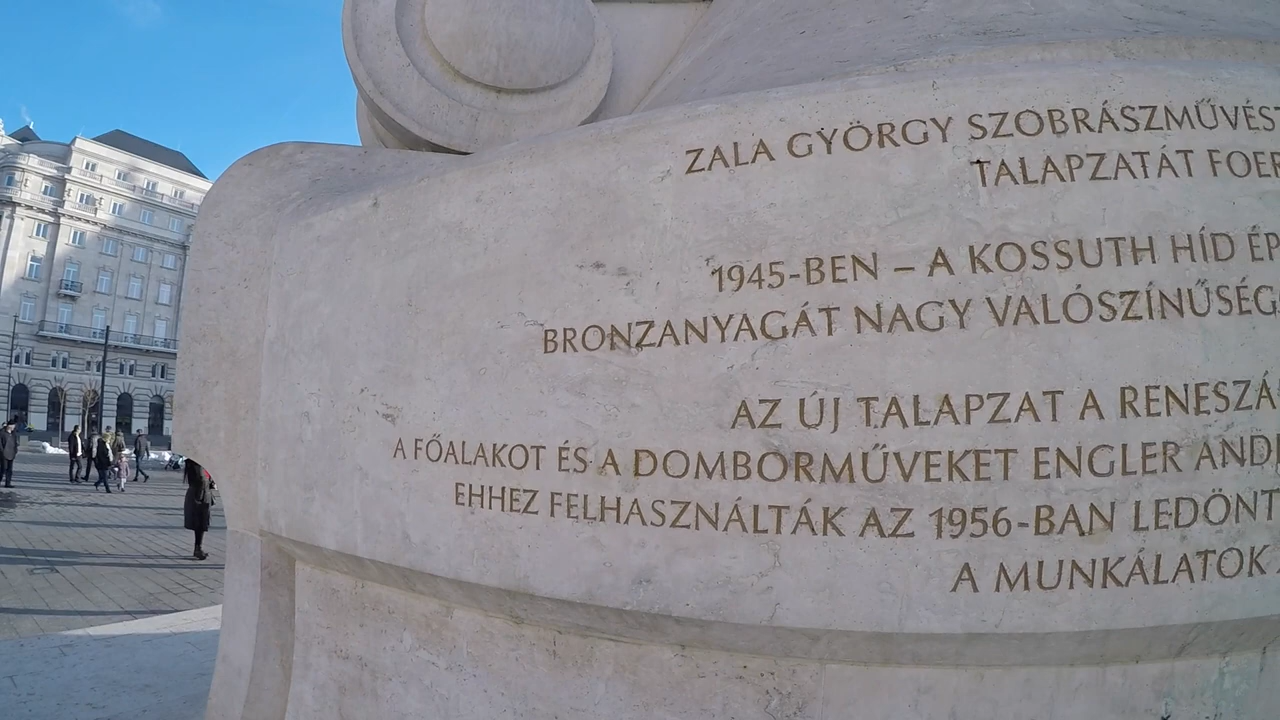 ZALA GYÖRGY SZOBRÁSZMŰVÉS
TALAPZATÁT FOER
1945-BEN – A KOSSUTH HÍD ÉP
BRONZANYAGÁT NAGY VALÓSZÍNŰSÉG
AZ ÚJ TALAPZAT A RENESZÁ
A FŐALAKOT ÉS A DOMBORMŰVEKET ENGLER AND
EHHEZ FELHASZNÁLTÁK AZ 1956-BAN LEDÖNT
A MUNKÁLATOK